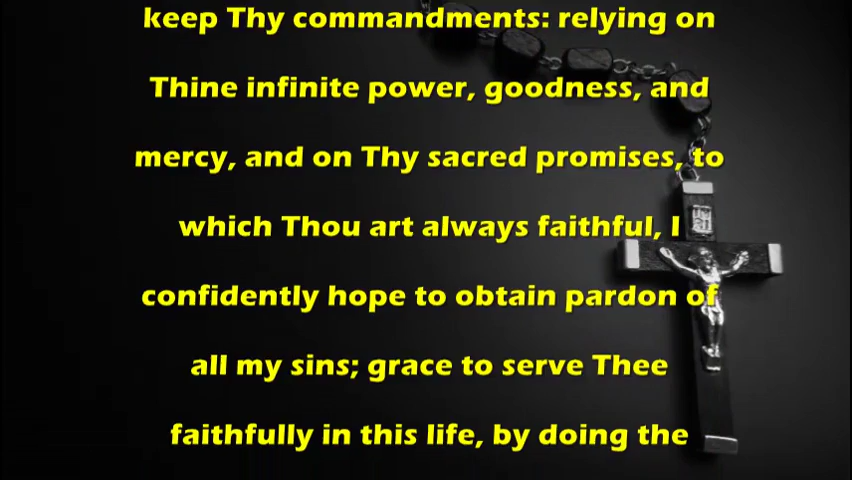 keep Thy commandments: relying on
Thine infinite power, goodness, and
mercy, and on Thy sacred promises, to
which Thou art always faithful, I
confidently hope to obtain pardon of
all my sins; grace to serve Thee
faithfully in this life, by doing the